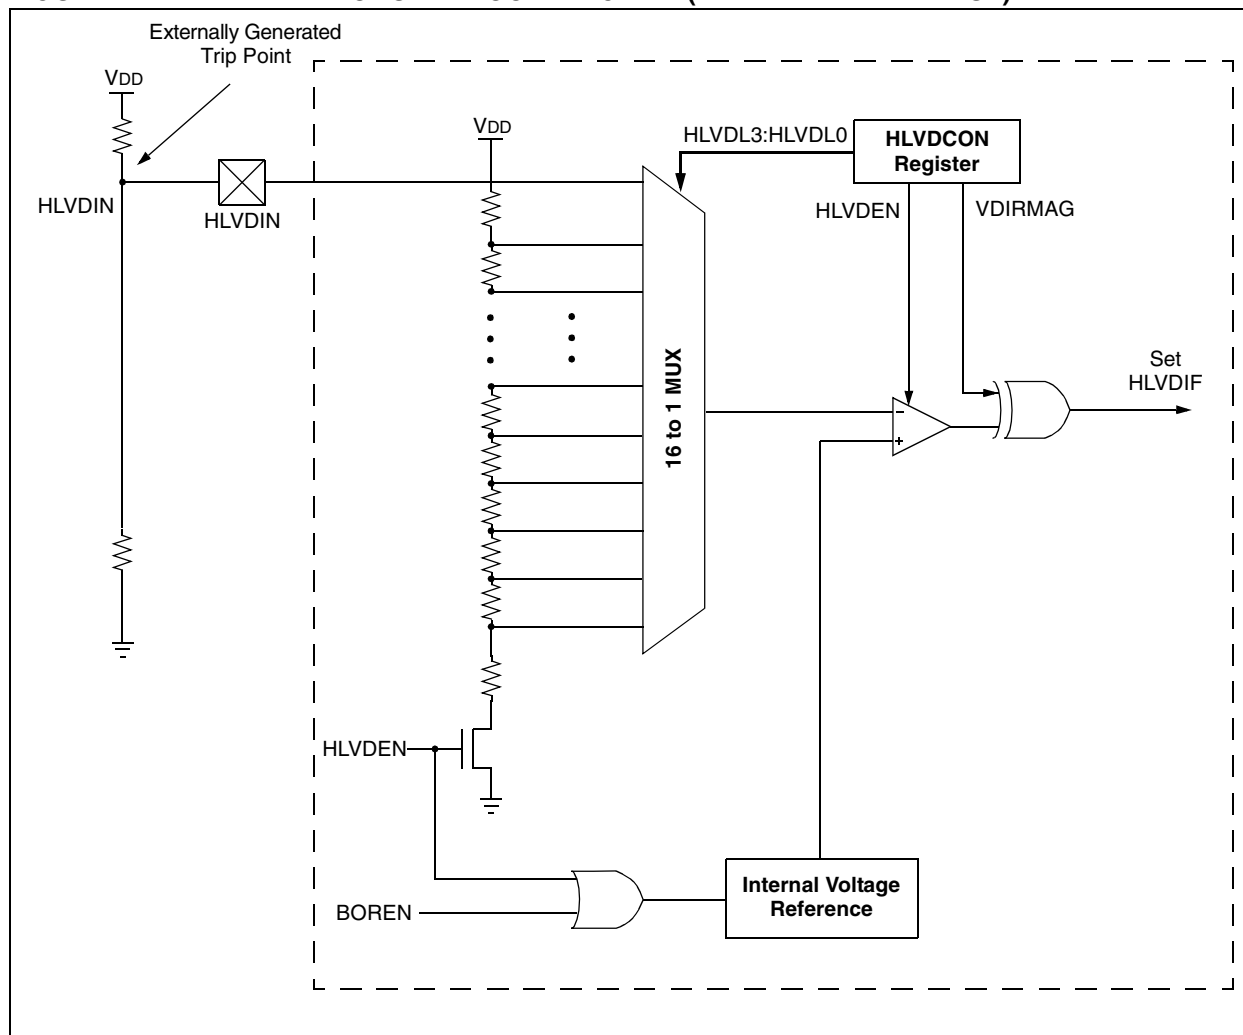 Externally Generated
Trip Point
VDD
VDD
HLVDL3:HLVDL0
HLVDCON
Register
HLVDIN
HLVDIN
HLVDEN
VDIRMAG
16 to 1 MUX
Set
HLVDIF
–
+
HLVDEN
BOREN
Internal Voltage
Reference